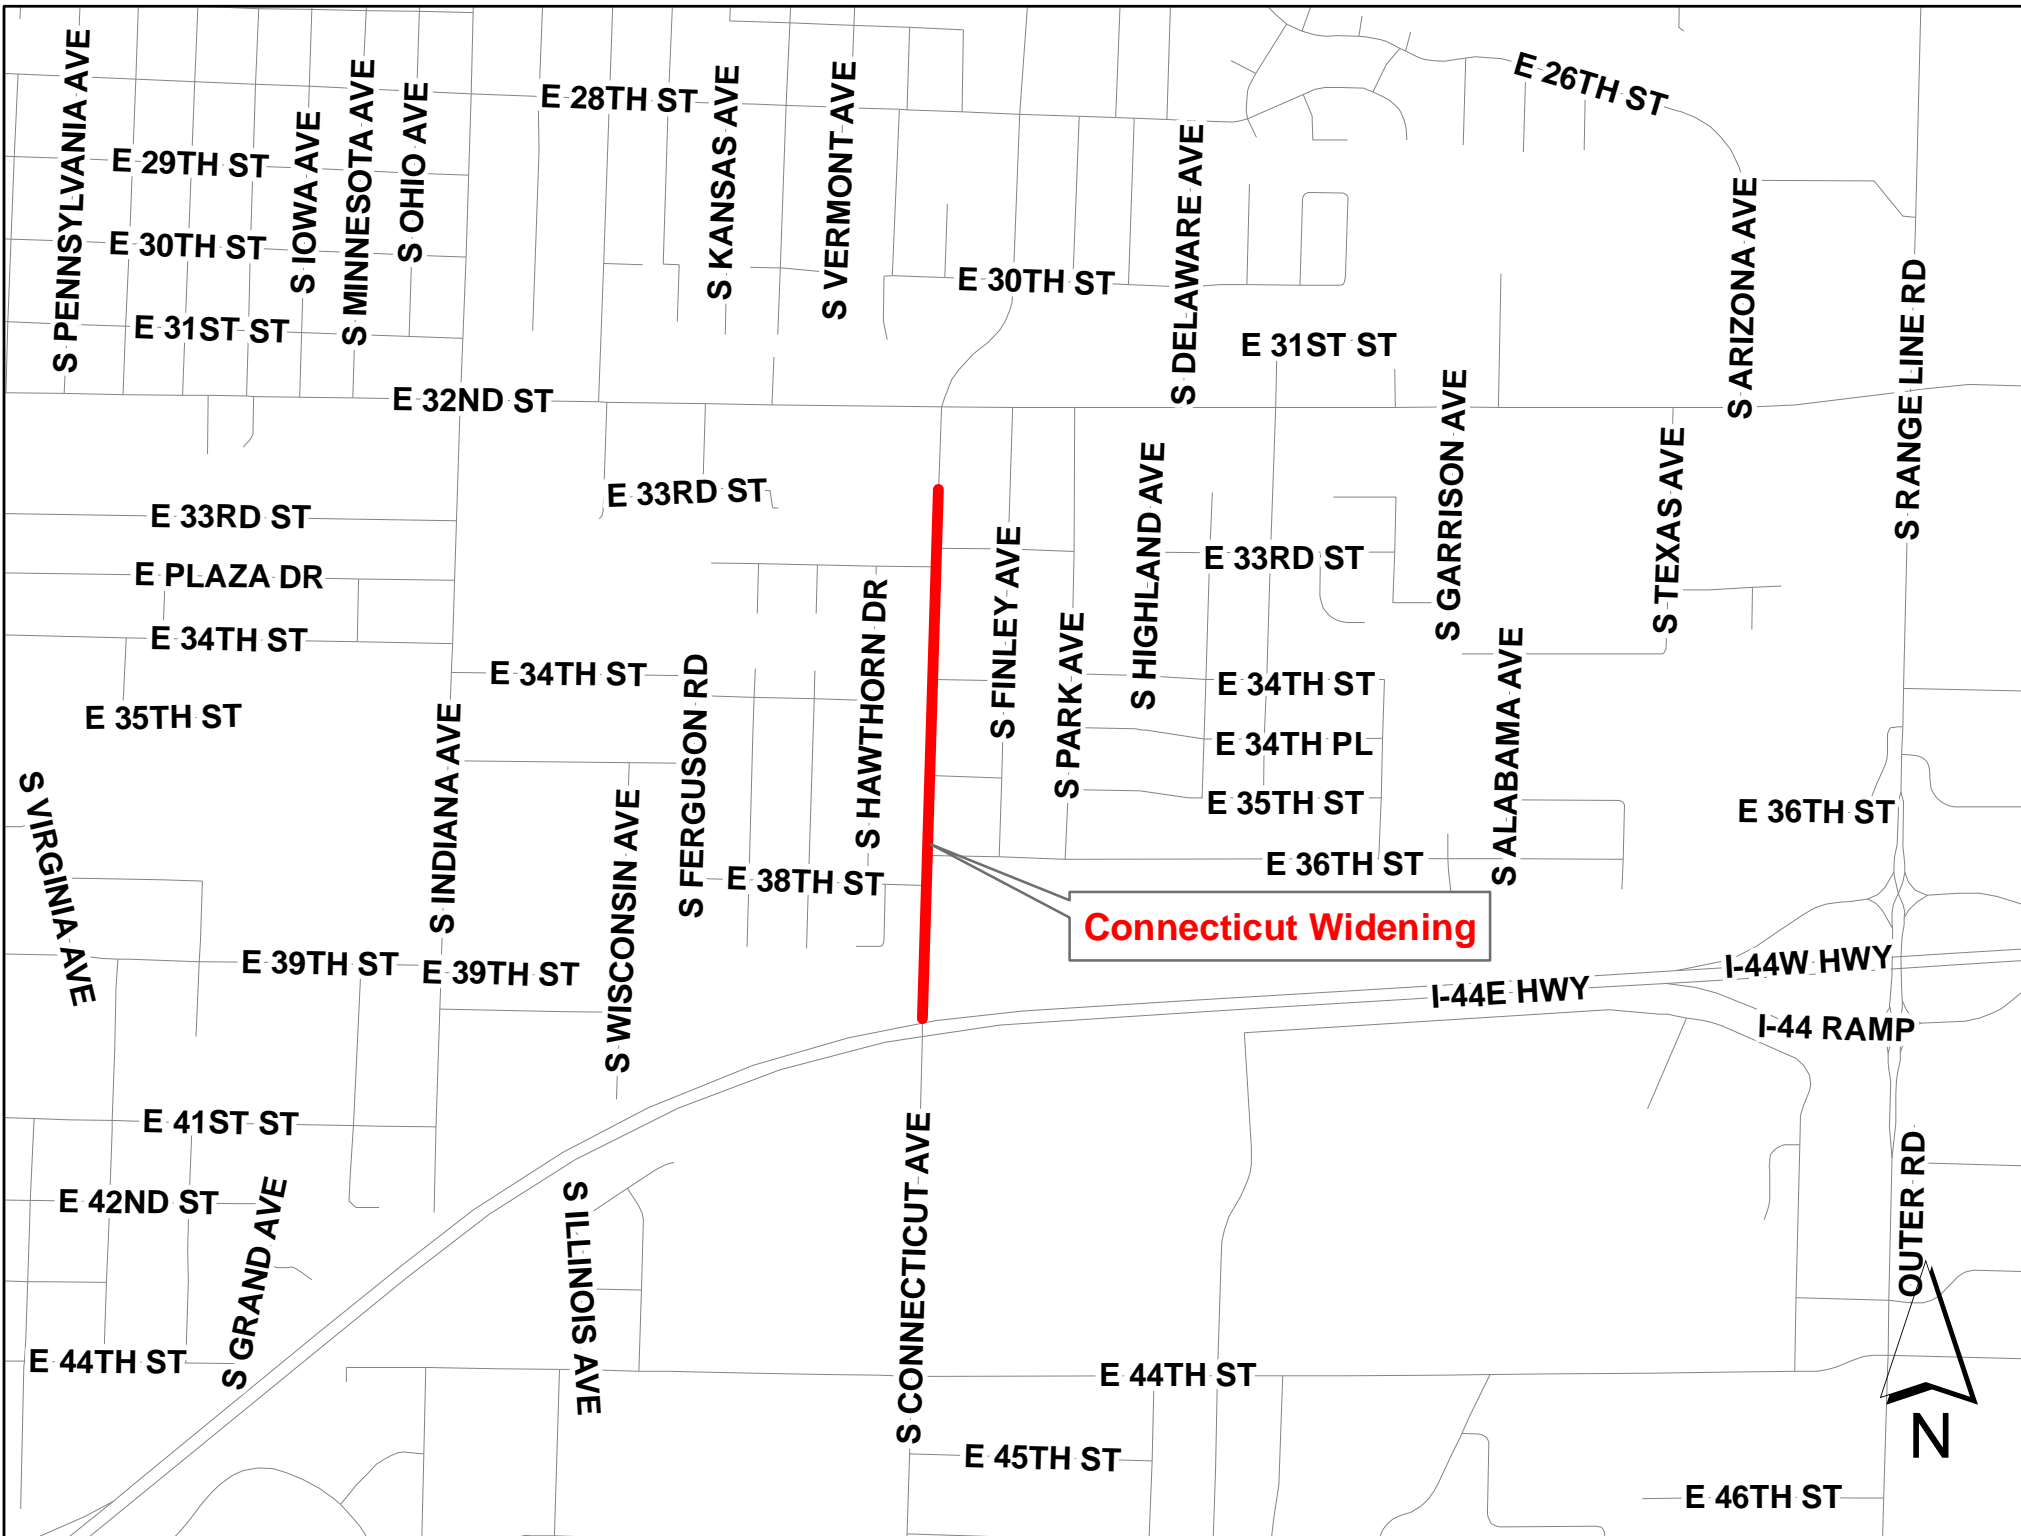 S PENNSYLVANIA AVE
E 28TH ST
E 26TH ST
S IOWA AVE
S MINNESOTA AVE
S OHIO AVE
S KANSAS AVE
S VERMONT AVE
S DELAWARE AVE
S ARIZONA AVE
S RANGE LINE RD
E 29TH ST
E 30TH ST
E 30TH ST
E 31ST ST
E 31ST ST
E 32ND ST
E 33RD ST
E 33RD ST
E 33RD ST
S HIGHLAND AVE
S GARRISON AVE
S TEXAS AVE
E PLAZA DR
S HAWTHORN DR
S FINLEY AVE
S PARK AVE
E 34TH ST
E 34TH ST
E 34TH ST
S FERGUSON RD
S ALABAMA AVE
E 35TH ST
E 34TH PL
S INDIANA AVE
S VIRGINIA AVE
S WISCONSIN AVE
E 35TH ST
E 36TH ST
E 36TH ST
E 38TH ST
Connecticut Widening
E 39TH ST
E 39TH ST
I-44W HWY
I-44E HWY
I-44 RAMP
E 41ST ST
S CONNECTICUT AVE
OUTER RD
E 42ND ST
S GRAND AVE
S ILLINOIS AVE
E 44TH ST
E 44TH ST
N
E 45TH ST
E 46TH ST